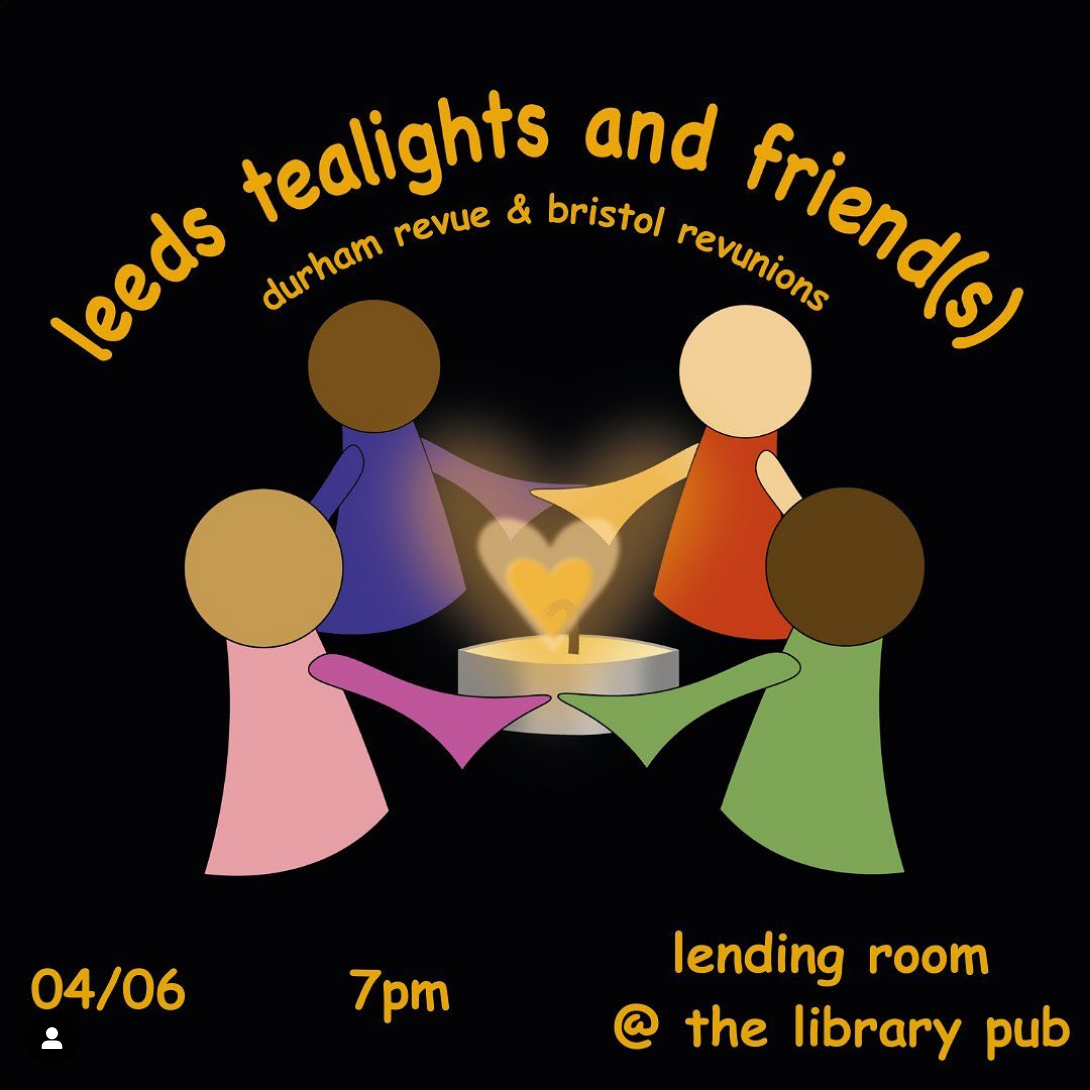 leeds tealights and friend(s)
durham revue & bristol revunions
04/06
7pm
lending room
@ the library pub